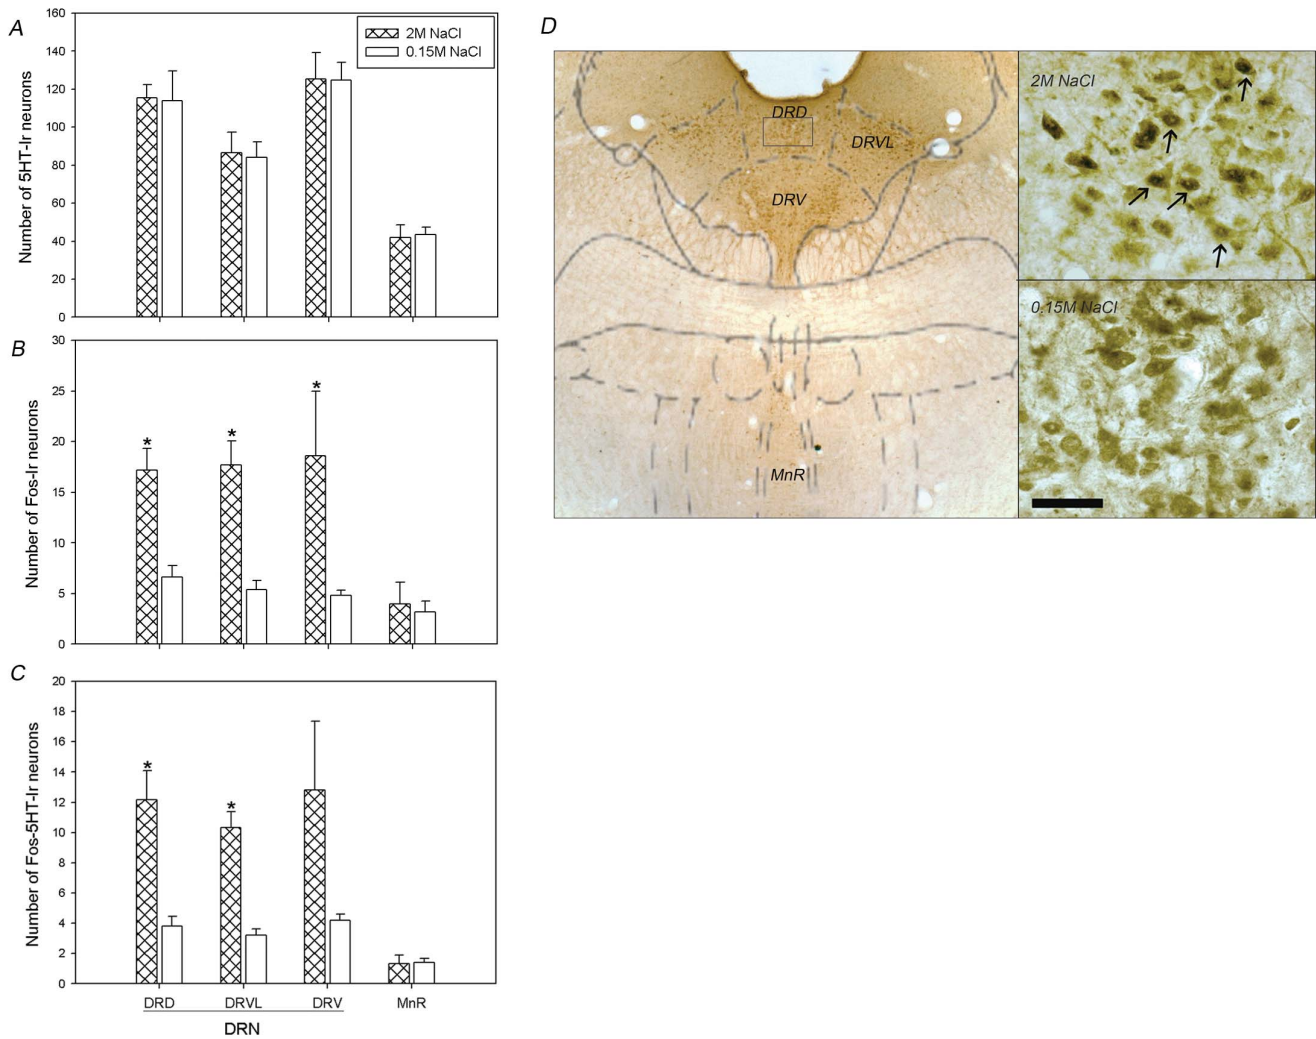 A
160
140
120
100
80
60
40
20
0
Number of 5HT-Ir neurons
2M NaCl
0.15M NaCl
B
30
25
20
15
10
5
0
Number of Fos-Ir neurons
*
*
*
C
20
18
16
14
12
10
8
6
4
2
0
Number of Fos-5HT-Ir neurons
*
*
DRD DRVL DRV MnR
DRN
D
DRD
DRVL
DRV
MnR
2M NaCl
0.15M NaCl